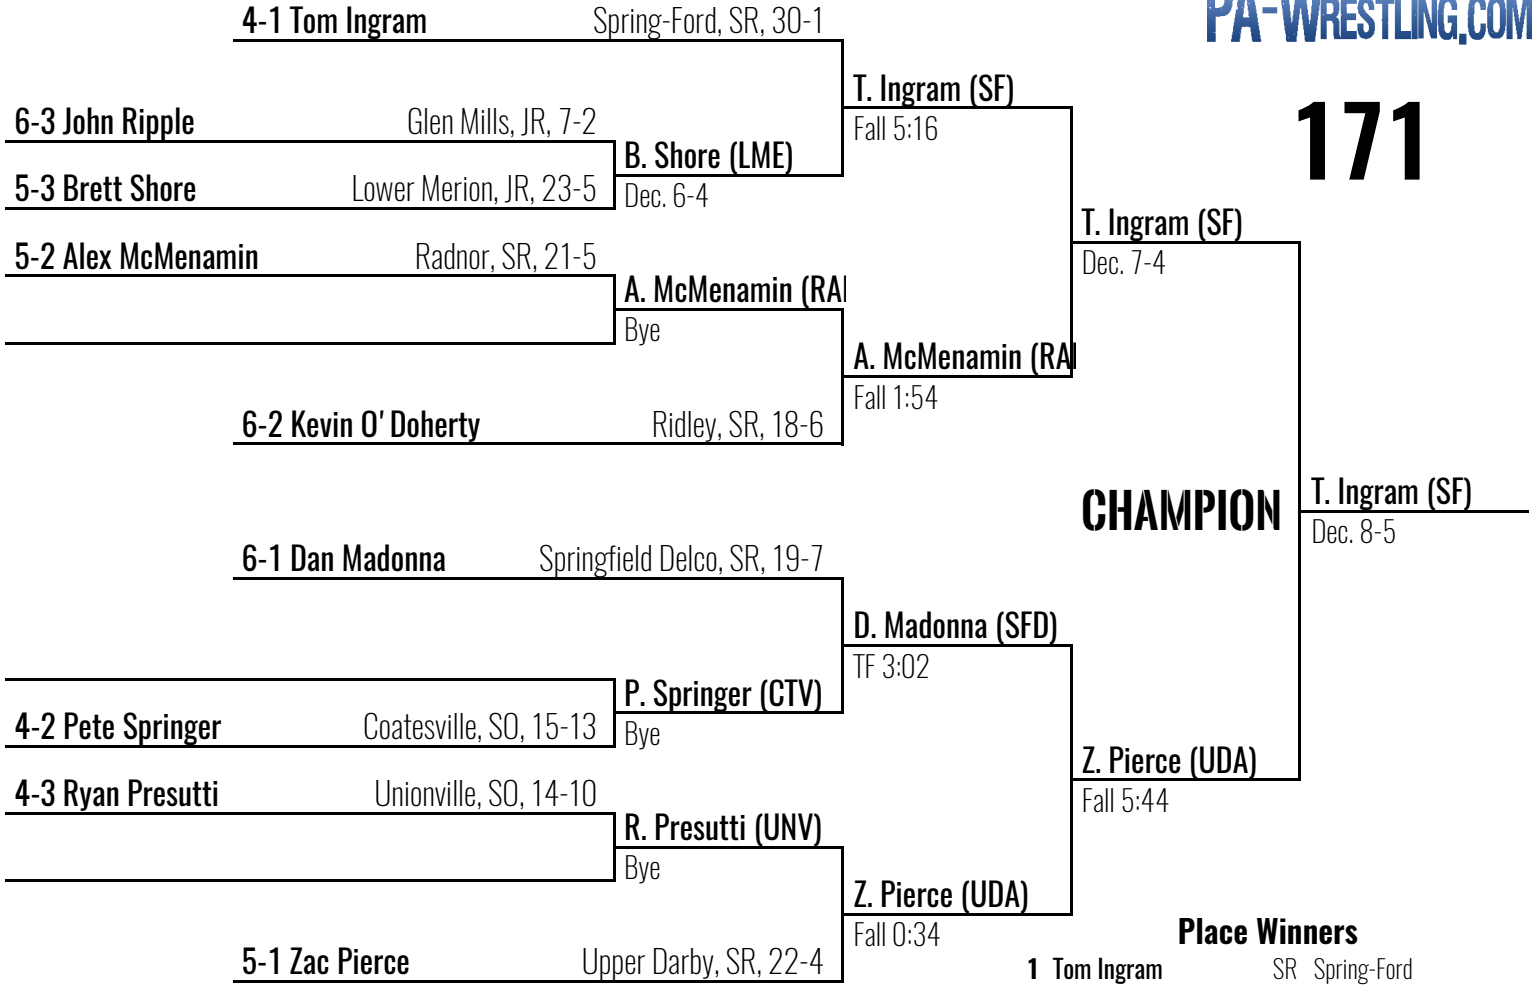 4-1 Tom Ingram Spring-Ford, SR, 30-1
PA-WRESTLING.COM
171
T. Ingram (SF)
Fall 5:16
6-3 John Ripple Glen Mills, JR, 7-2
B. Shore (LME)
Dec. 6-4
5-3 Brett Shore Lower Merion, JR, 23-5
T. Ingram (SF)
Dec. 7-4
5-2 Alex McMenamin Radnor, SR, 21-5
A. McMenamin (RA
Bye
A. McMenamin (RA
Fall 1:54
6-2 Kevin O'Doherty Ridley, SR, 18-6
CHAMPION
T. Ingram (SF)
Dec. 8-5
6-1 Dan Madonna Springfield Delco, SR, 19-7
D. Madonna (SFD)
TF 3:02
P. Springer (CTV)
Bye
4-2 Pete Springer Coatesville, SO, 15-13
Z. Pierce (UDA)
Fall 5:44
4-3 Ryan Presutti Unionville, SO, 14-10
R. Presutti (UNV)
Bye
Z. Pierce (UDA)
Fall 0:34
5-1 Zac Pierce Upper Darby, SR, 22-4
Place Winners
1 Tom Ingram SR Spring-Ford